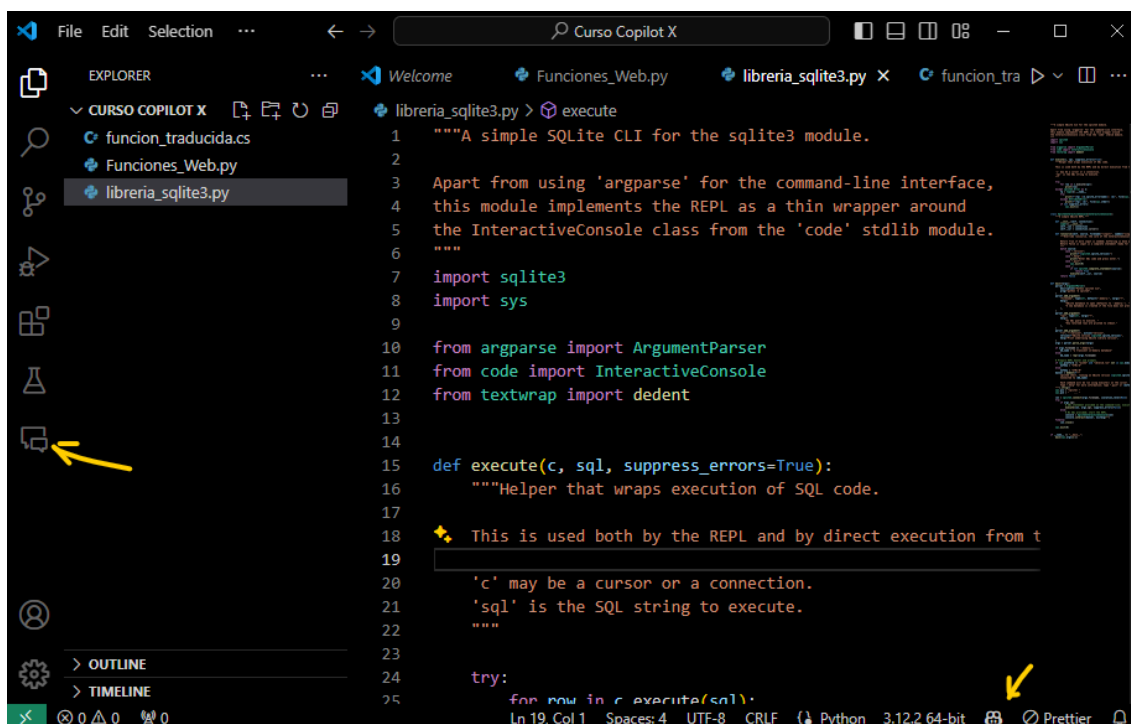 File Edit Selection ··· Curso Copilot X
EXPLORER ···
CURSO COPILOT X
funcion_traducida.cs
Funciones_Web.py
libreria_sqlite3.py
OUTLINE
TIMELINE
Welcome Funciones_Web.py libreria_sqlite3.py funcion_tra ···
libreria_sqlite3.py > execute
1 """A simple SQLite CLI for the sqlite3 module.
2
3 Apart from using 'argparse' for the command-line interface,
4 this module implements the REPL as a thin wrapper around
5 the InteractiveConsole class from the 'code' stdlib module.
6 """
7 import sqlite3
8 import sys
9
10 from argparse import ArgumentParser
11 from code import InteractiveConsole
12 from textwrap import dedent
13
14
15 def execute(c, sql, suppress_errors=True):
16 """Helper that wraps execution of SQL code.
17
18 This is used both by the REPL and by direct execution from t
19
20 'c' may be a cursor or a connection.
21 'sql' is the SQL string to execute.
22 """
23
24 try:
25 for row in c.execute(sql):
0 0 0 Ln 19, Col 1 Spaces: 4 UTF-8 CRLF Python 3.12.2 64-bit Prettier